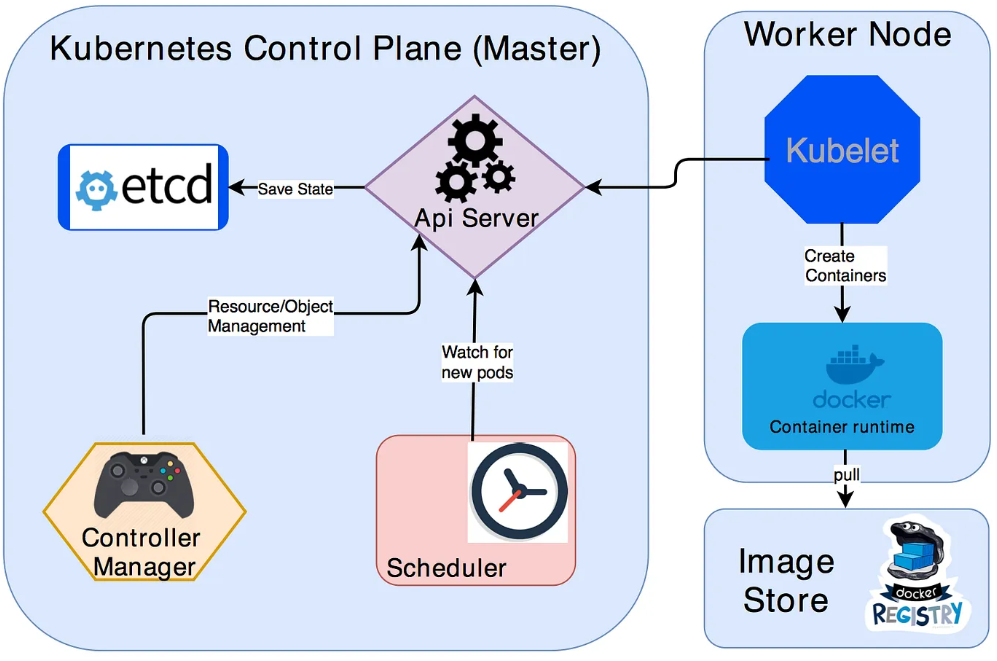 Kubernetes Control Plane (Master)
Worker Node
Kubelet
etcd
Save State
Api Server
Create
Containers
Resource/Object
Management
Watch for
new pods
docker
Container runtime
pull
Controller
Manager
Scheduler
Image
Store
docker
REGISTRY